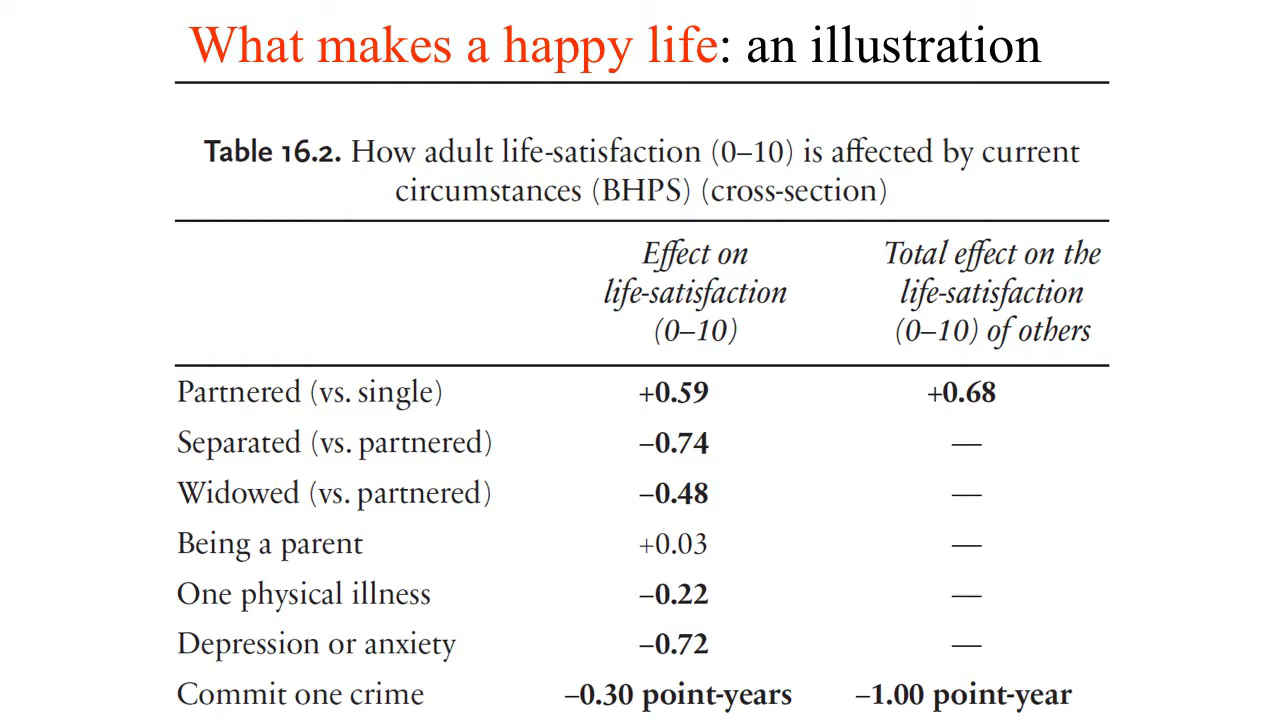 What makes a happy life: an illustration
Table 16.2. How adult life-satisfaction (0–10) is affected by current
circumstances (BHPS) (cross-section)
Effect on life-satisfaction (0–10) Total effect on the life-satisfaction (0–10) of others
Partnered (vs. single) +0.59 +0.68
Separated (vs. partnered) –0.74 —
Widowed (vs. partnered) –0.48 —
Being a parent +0.03 —
One physical illness –0.22 —
Depression or anxiety –0.72 —
Commit one crime –0.30 point-years –1.00 point-year